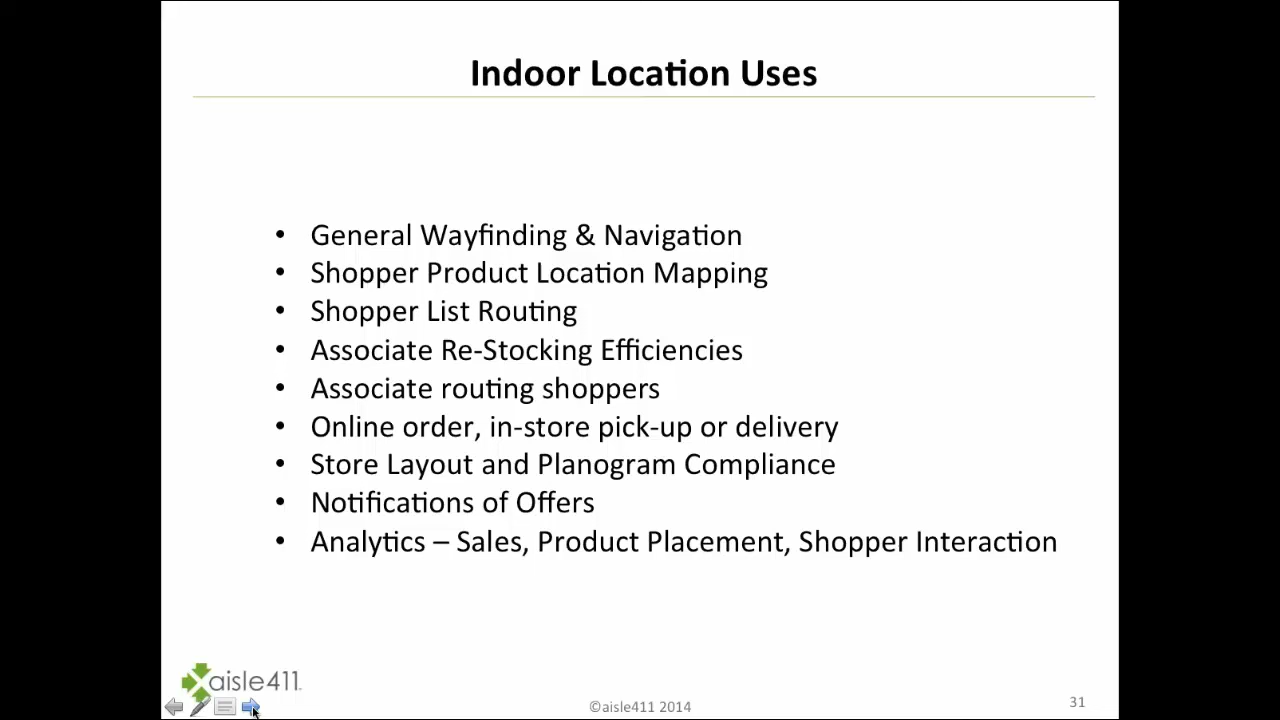 Indoor Location Uses
• General Wayfinding & Navigation
• Shopper Product Location Mapping
• Shopper List Routing
• Associate Re-Stocking Efficiencies
• Associate routing shoppers
• Online order, in-store pick-up or delivery
• Store Layout and Planogram Compliance
• Notifications of Offers
• Analytics – Sales, Product Placement, Shopper Interaction
aisle411
©aisle411 2014
31